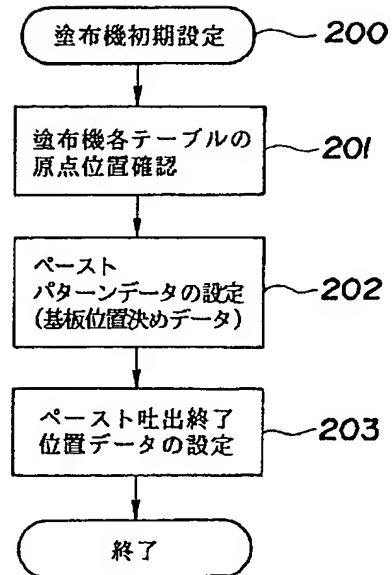 塗布機初期設定
200
塗布機各テーブルの
原点位置確認
201
ペースト
パターンデータの設定
(基板位置決めデータ)
202
ペースト吐出終了
位置データの設定
203
終了